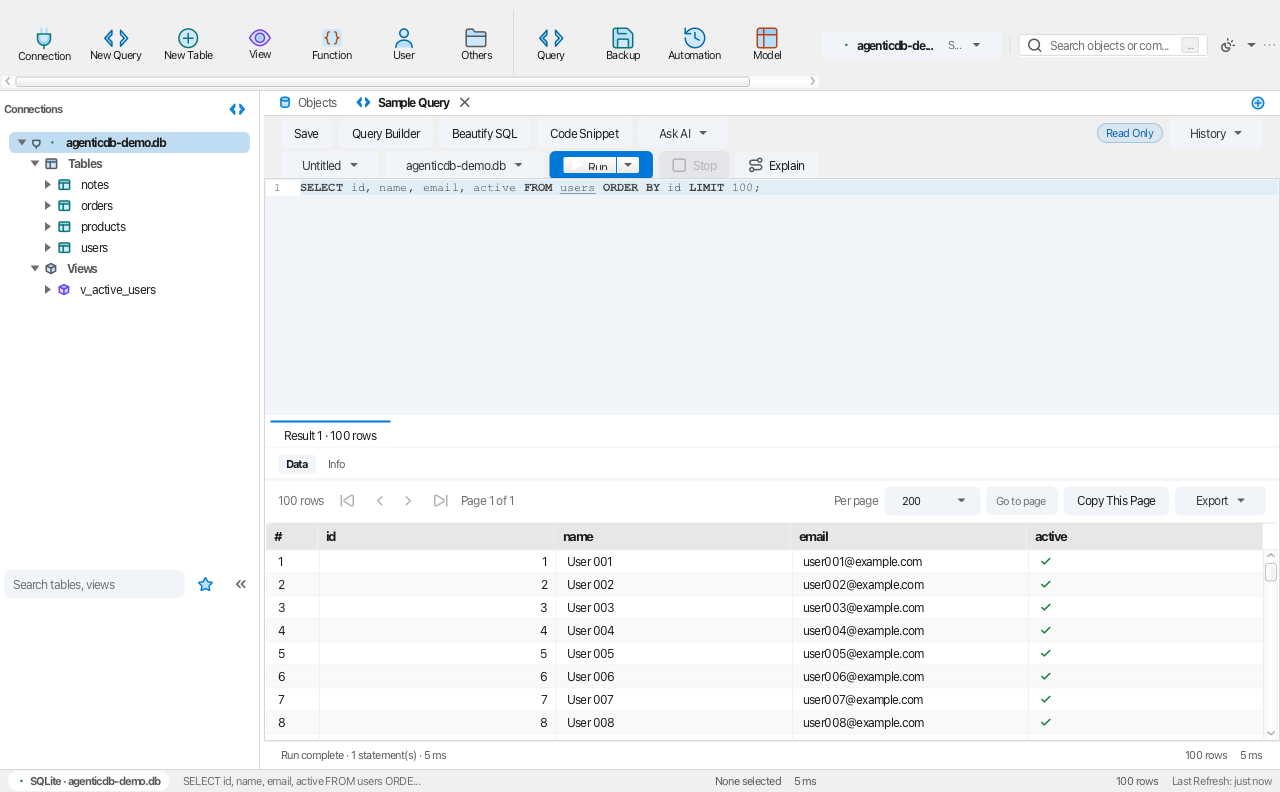 Connection
New Query
New Table
View
Function
User
Others
Query
Backup
Automation
Model
agenticdb-de...
S...
Search objects or com...
...
Connections
Objects
Sample Query
agenticdb-demo.db
Tables
notes
orders
products
users
Views
v_active_users
Search tables, views
Save
Query Builder
Beautify SQL
Code Snippet
Ask AI
Read Only
History
Untitled
agenticdb-demo.db
Run
Stop
Explain
1 SELECT id, name, email, active FROM users ORDER BY id LIMIT 100;
Result 1 · 100 rows
Data
Info
100 rows
Page 1 of 1
Per page
200
Go to page
Copy This Page
Export
# id name email active
1 1 User 001 user001@example.com
2 2 User 002 user002@example.com
3 3 User 003 user003@example.com
4 4 User 004 user004@example.com
5 5 User 005 user005@example.com
6 6 User 006 user006@example.com
7 7 User 007 user007@example.com
8 8 User 008 user008@example.com
Run complete · 1 statement(s) · 5 ms
100 rows
5 ms
SQLite · agenticdb-demo.db
SELECT id, name, email, active FROM users ORDE...
None selected
5 ms
100 rows
Last Refresh: just now